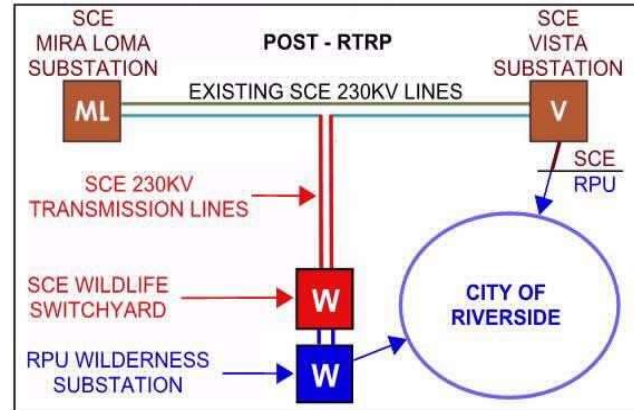 SCE
MIRA LOMA
SUBSTATION
POST - RTRP
SCE
VISTA
SUBSTATION
ML
EXISTING SCE 230KV LINES
V
SCE
RPU
SCE 230KV
TRANSMISSION LINES
CITY OF
RIVERSIDE
SCE WILDLIFE
SWITCHYARD
W
RPU WILDERNESS
SUBSTATION
W